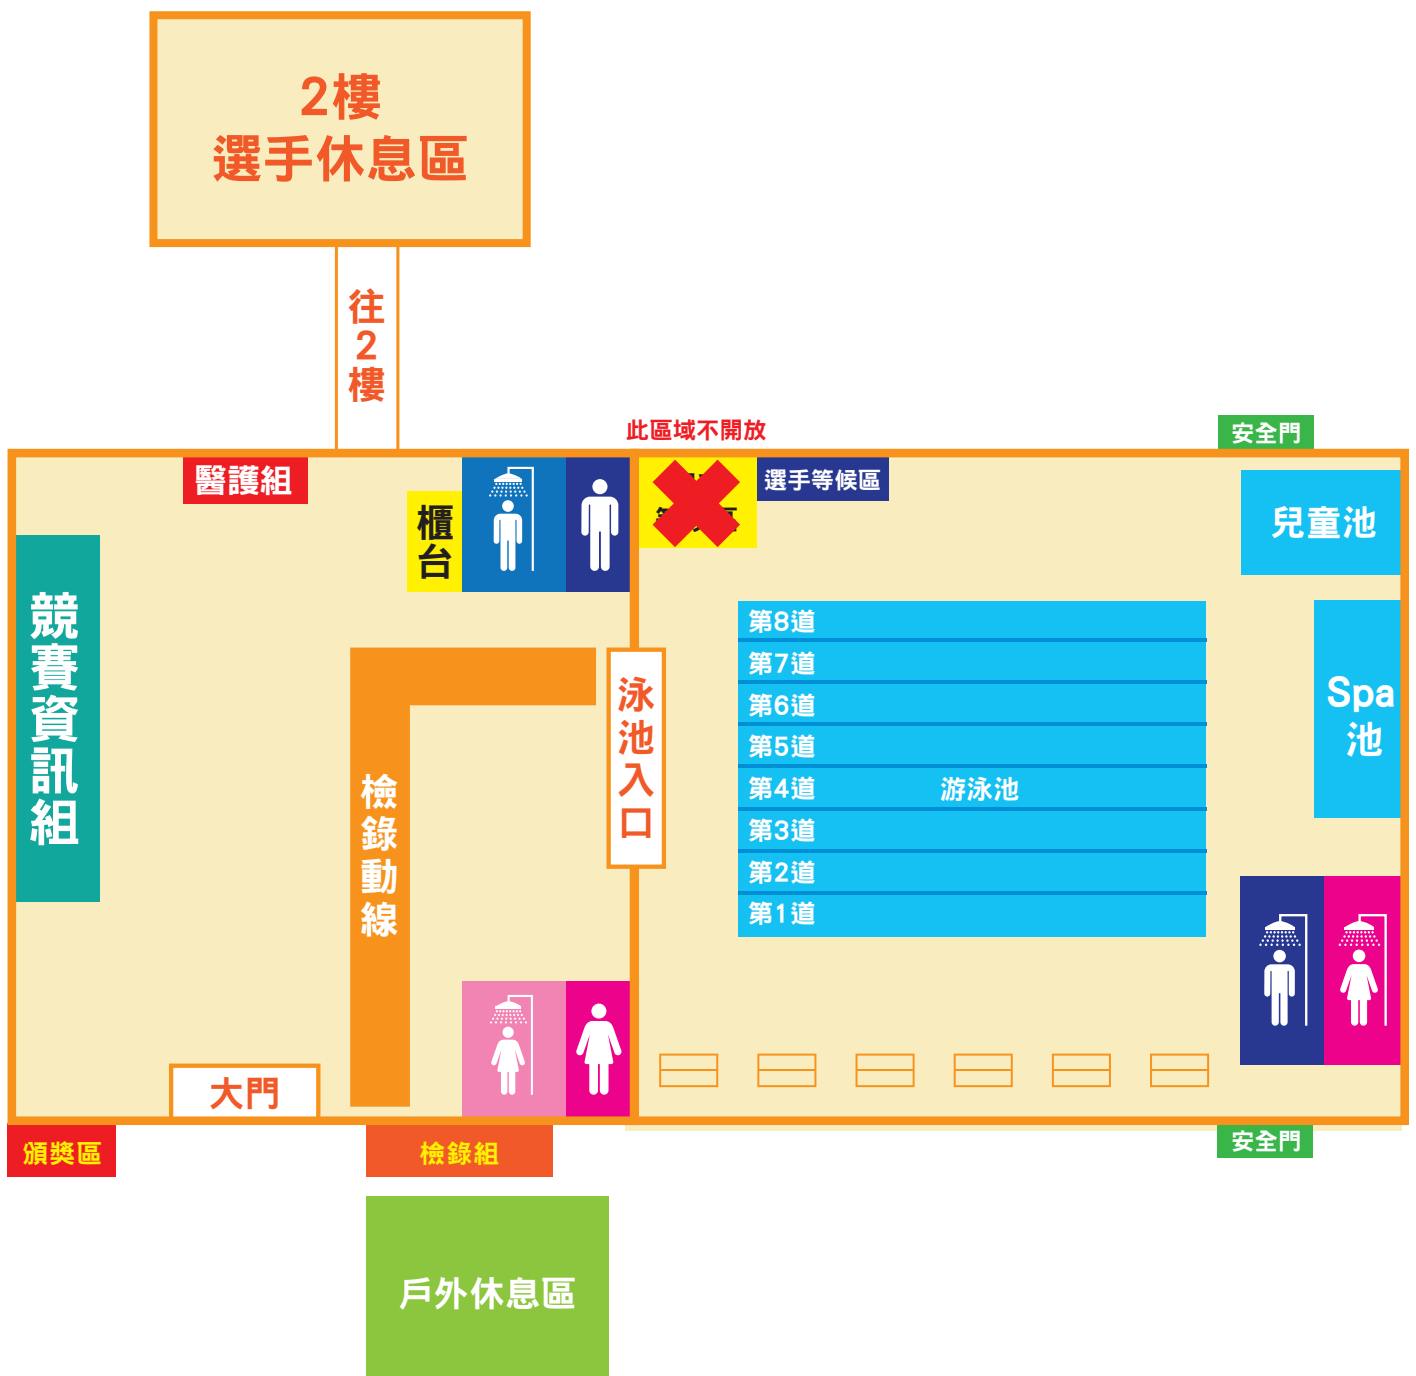 2樓
選手休息區
往2樓
此區域不開放
安全門
醫護組
櫃台
選手等候區
兒童池
競賽資訊組
第8道
第7道
第6道
第5道
第4道
游泳池
第3道
第2道
第1道
Spa
池
泳池入口
檢錄動線
大門
頒獎區
檢錄組
安全門
戶外休息區